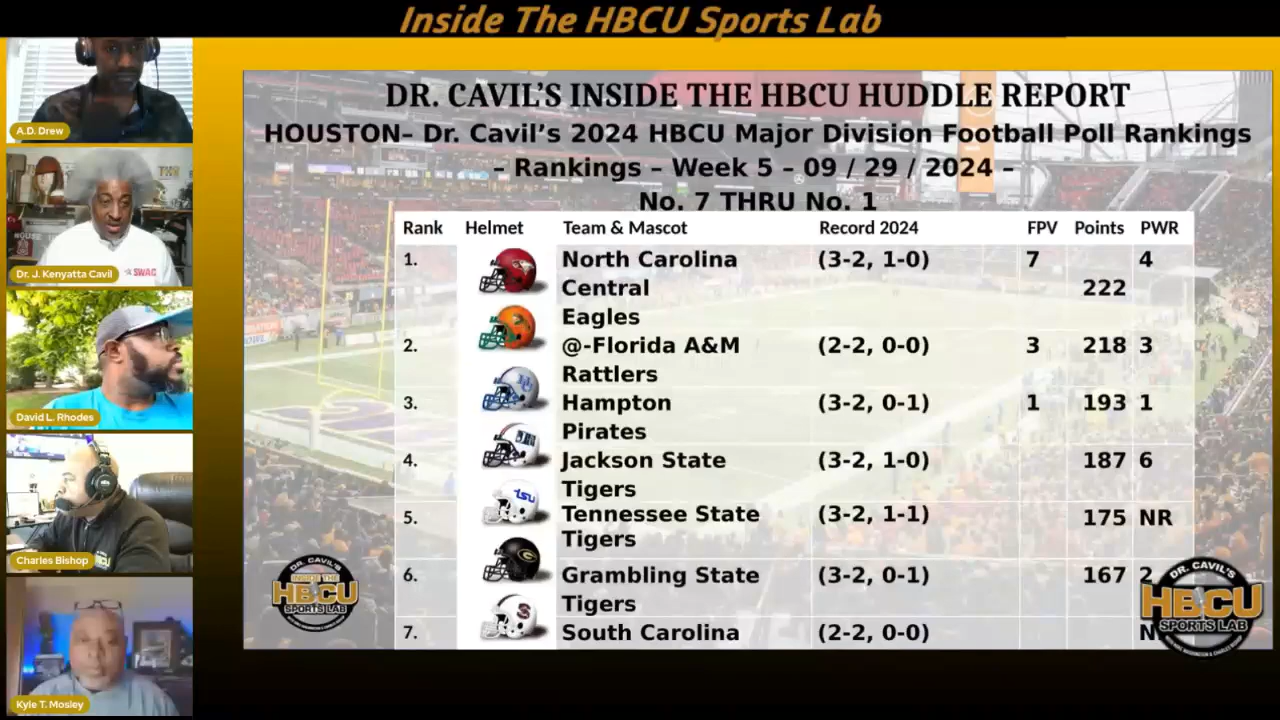 Inside The HBCU Sports Lab
A.D. Drew
Dr. J. Kenyatta Cavil
David L. Rhodes
Charles Bishop
Kyle T. Mosley
SWAC
DR. CAVIL'S INSIDE THE HBCU HUDDLE REPORT
HOUSTON– Dr. Cavil's 2024 HBCU Major Division Football Poll Rankings
– Rankings – Week 5 – 09 / 29 / 2024 –
No. 7 THRU No. 1
Rank Helmet Team & Mascot Record 2024 FPV Points PWR
1. North Carolina (3-2, 1-0) 7 4
Central 222
Eagles
2. @-Florida A&M (2-2, 0-0) 3 218 3
Rattlers
3. Hampton (3-2, 0-1) 1 193 1
Pirates
4. Jackson State (3-2, 1-0) 187 6
Tigers
5. Tennessee State (3-2, 1-1) 175 NR
Tigers
6. Grambling State (3-2, 0-1) 167 2
Tigers
7. South Carolina (2-2, 0-0) N
DR. CAVIL'S
INSIDE THE
HBCU
SPORTS LAB
DR. CAVIL'S
HBCU
SPORTS LAB